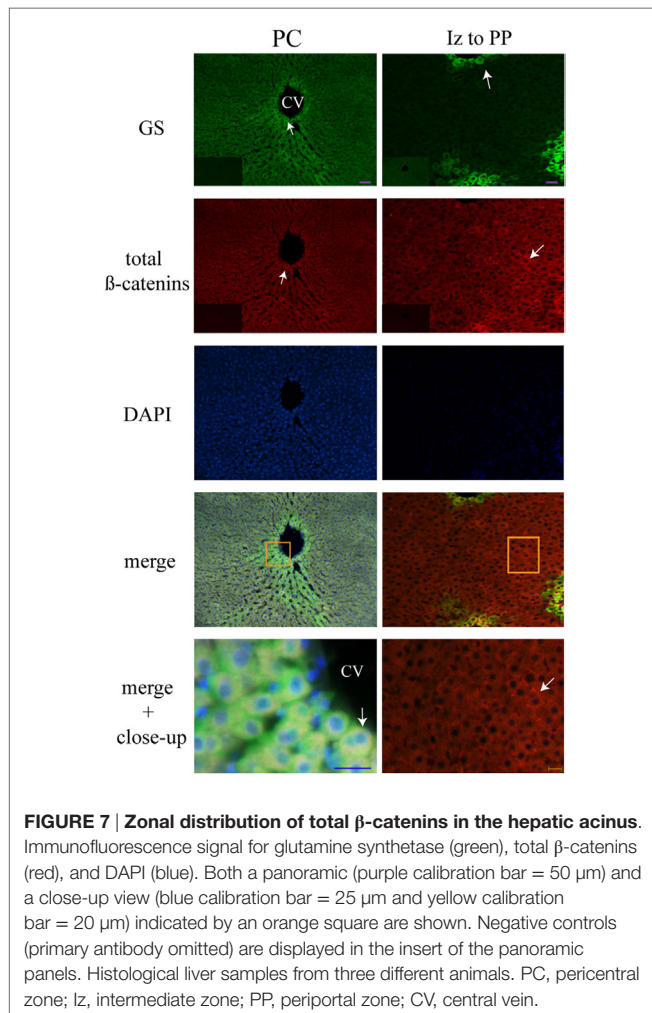 PC
Iz to PP
GS
CV
total
ß-catenins
DAPI
merge
merge
+
close-up
CV
FIGURE 7 | Zonal distribution of total β-catenins in the hepatic acinus.
Immunofluorescence signal for glutamine synthetase (green), total β-catenins
(red), and DAPI (blue). Both a panoramic (purple calibration bar = 50 µm) and
a close-up view (blue calibration bar = 25 µm and yellow calibration
bar = 20 µm) indicated by an orange square are shown. Negative controls
(primary antibody omitted) are displayed in the insert of the panoramic
panels. Histological liver samples from three different animals. PC, pericentral
zone; Iz, intermediate zone; PP, periportal zone; CV, central vein.